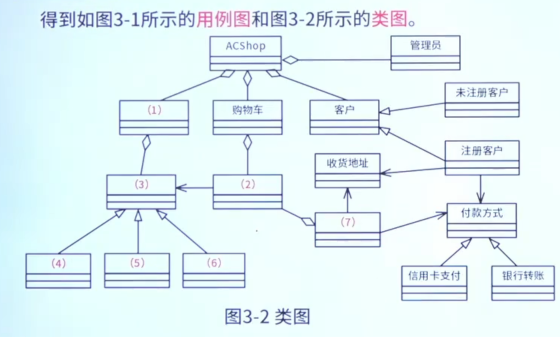 得到如图3-1所示的用例图和图3-2所示的类图。
ACShop
管理员
(1)
购物车
客户
未注册客户
注册客户
收货地址
(3)
(2)
(7)
付款方式
(4)
(5)
(6)
信用卡支付
银行转账
图3-2 类图